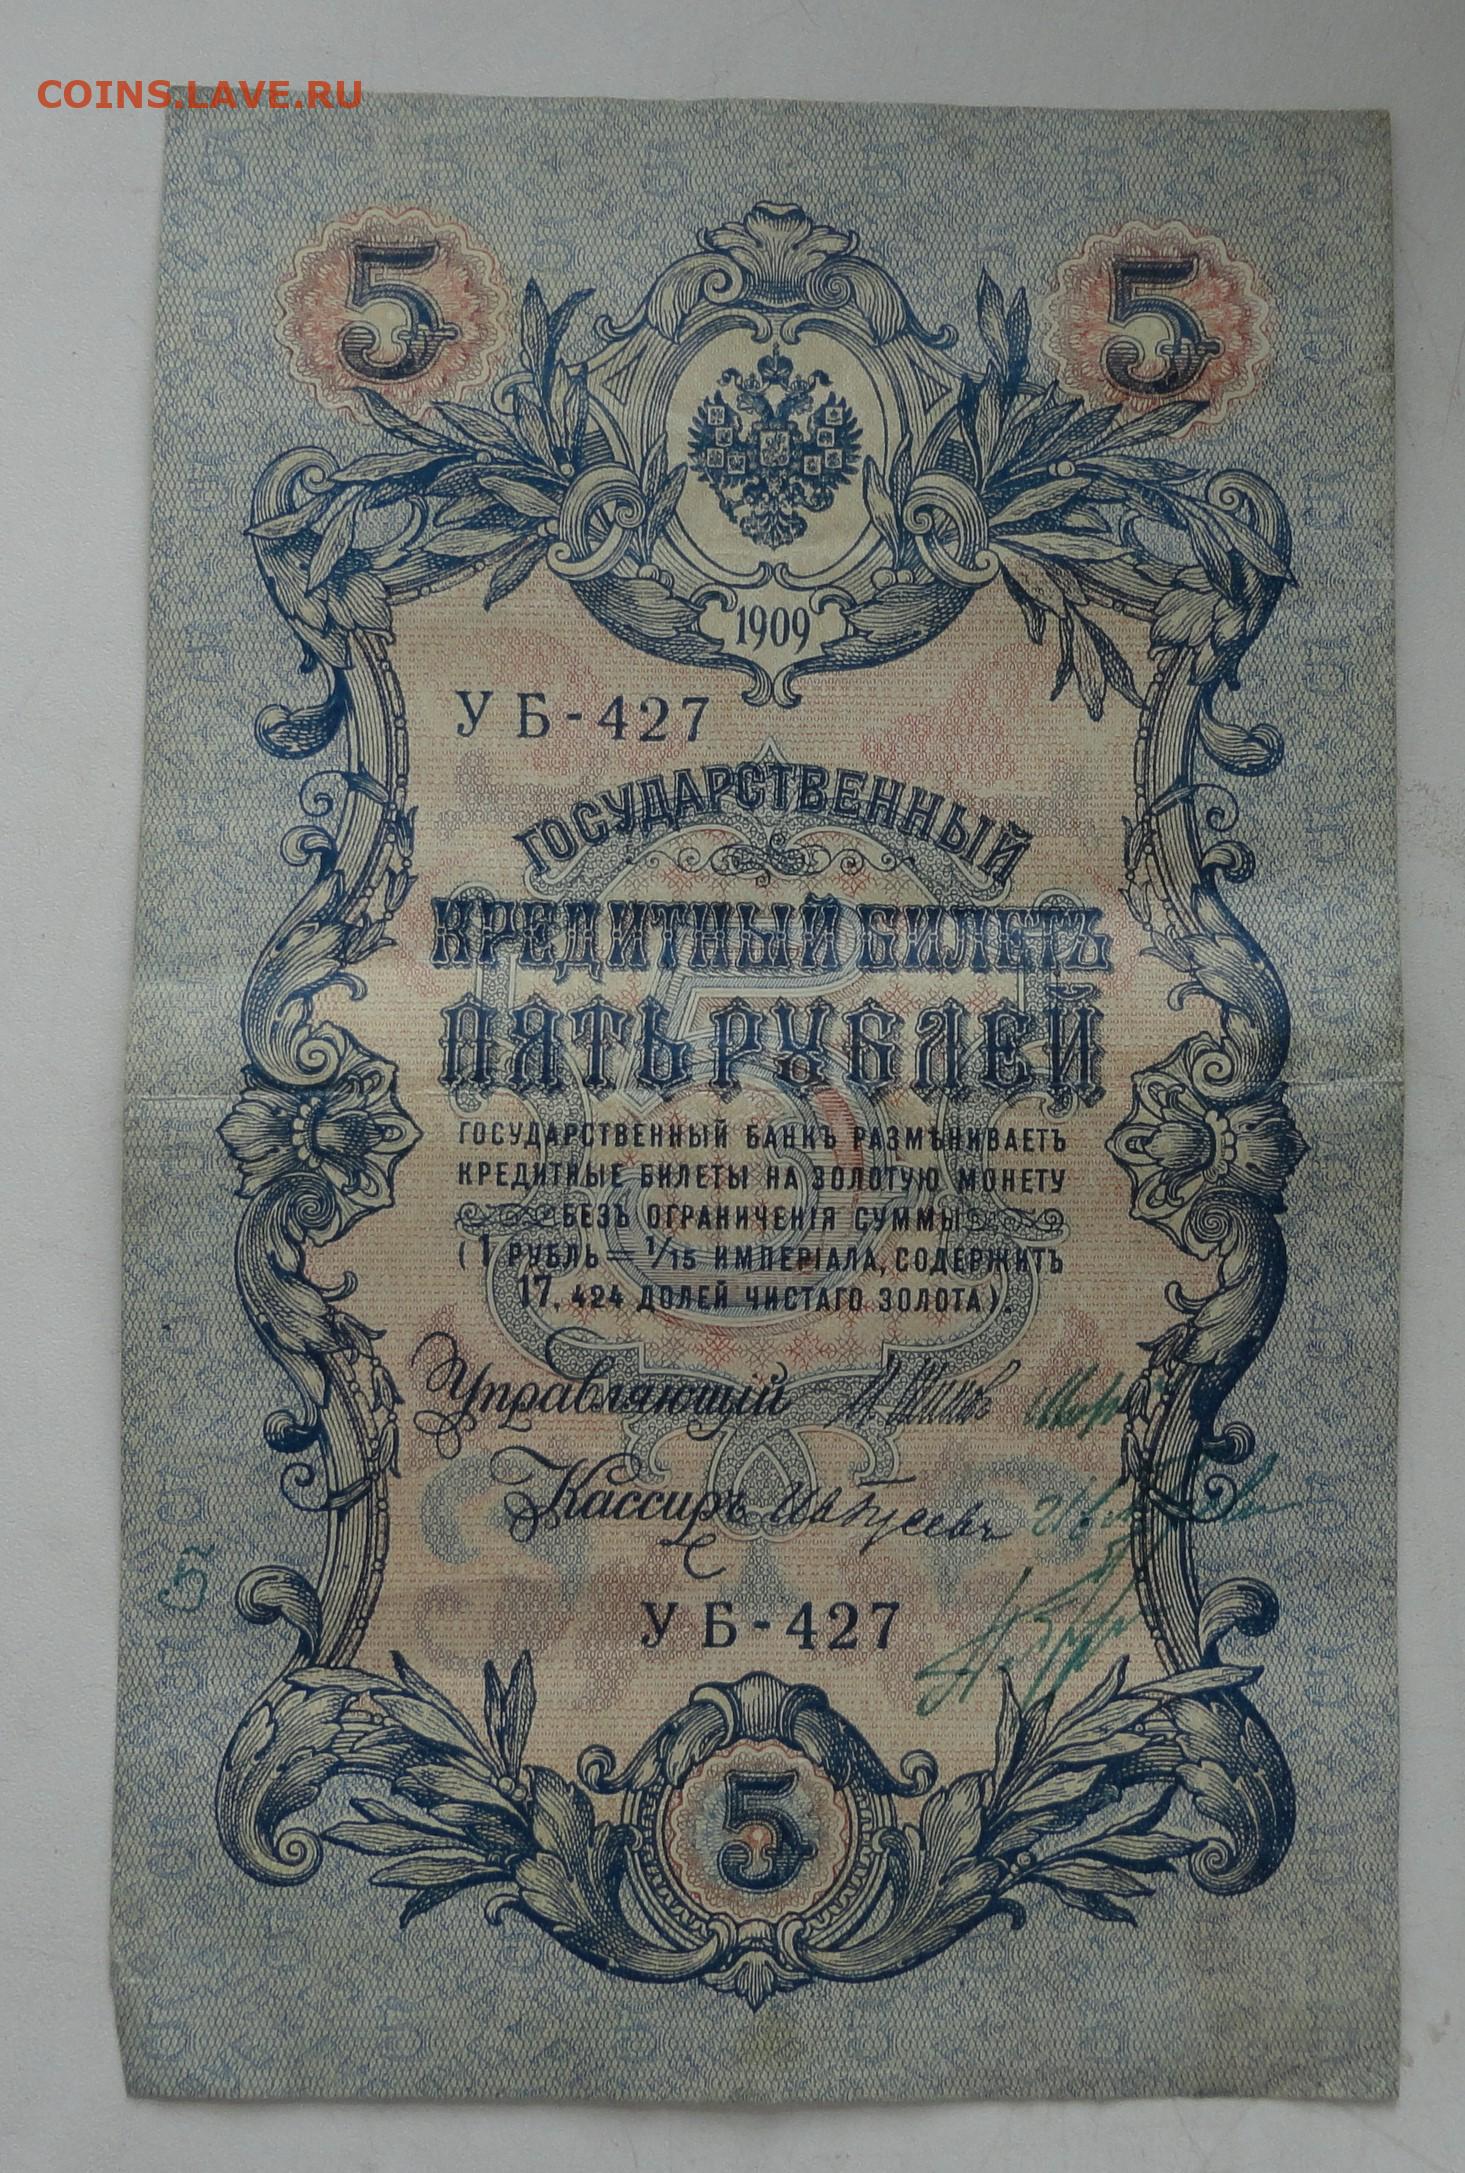 COINS.LAVE.RU
5 5
1909
УБ-427
ГОСУДАРСТВЕННЫЙ
КРЕДИТНЫЙ БИЛЕТЪ
ПЯТЬ РУБЛЕЙ
ГОСУДАРСТВЕННЫЙ БАНКЪ РАЗМѢНИВАЕТЪ
КРЕДИТНЫЕ БИЛЕТЫ НА ЗОЛОТУЮ МОНЕТУ
БЕЗЪ ОГРАНИЧЕНІЯ СУММЫ
(1 РУБЛЬ = 1/15 ИМПЕРІАЛА, СОДЕРЖИТЪ
17,424 ДОЛЕЙ ЧИСТАГО ЗОЛОТА).
Управляющій И. Шиповъ
Кассиръ
5
УБ-427
5